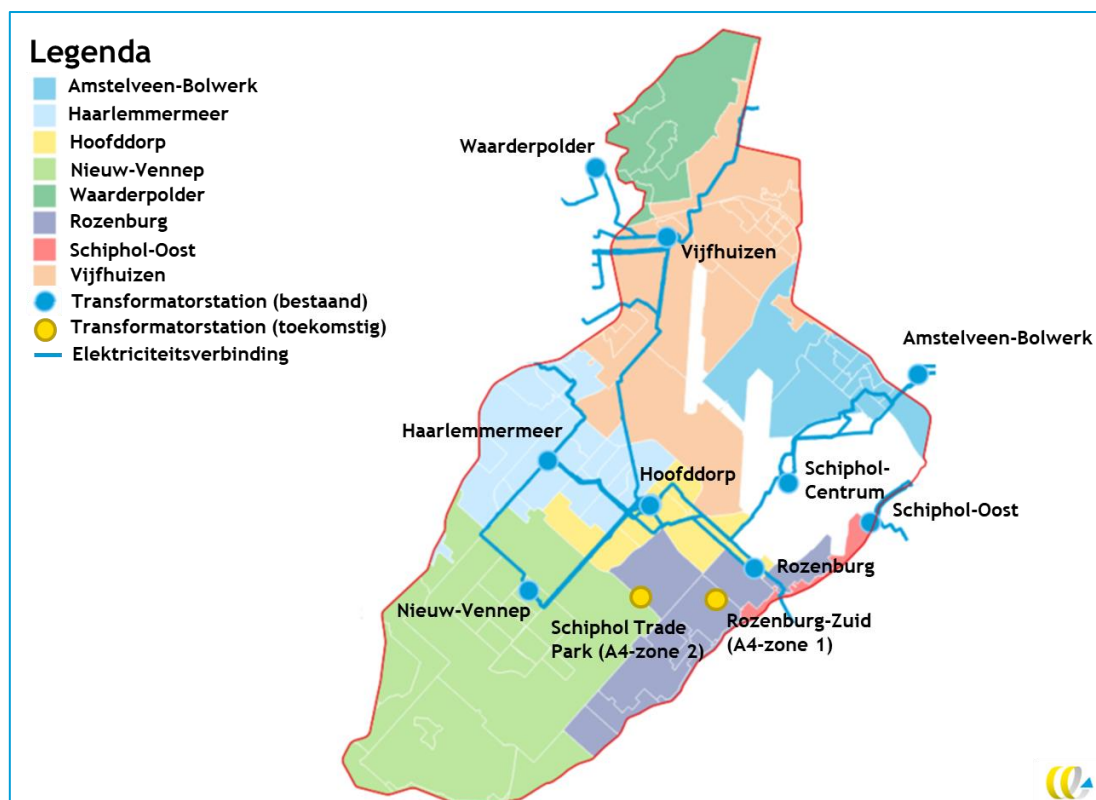 Legenda
Amstelveen-Bolwerk
Haarlemmermeer
Hoofddorp
Nieuw-Vennep
Waarderpolder
Rozenburg
Schiphol-Oost
Vijfhuizen
Transformatorstation (bestaand)
Transformatorstation (toekomstig)
Elektriciteitsverbinding
Waarderpolder
Vijfhuizen
Amstelveen-Bolwerk
Haarlemmermeer
Hoofddorp
Schiphol-
Centrum
Schiphol-Oost
Rozenburg
Nieuw-Vennep
Schiphol Trade
Park (A4-zone 2)
Rozenburg-Zuid
(A4-zone 1)